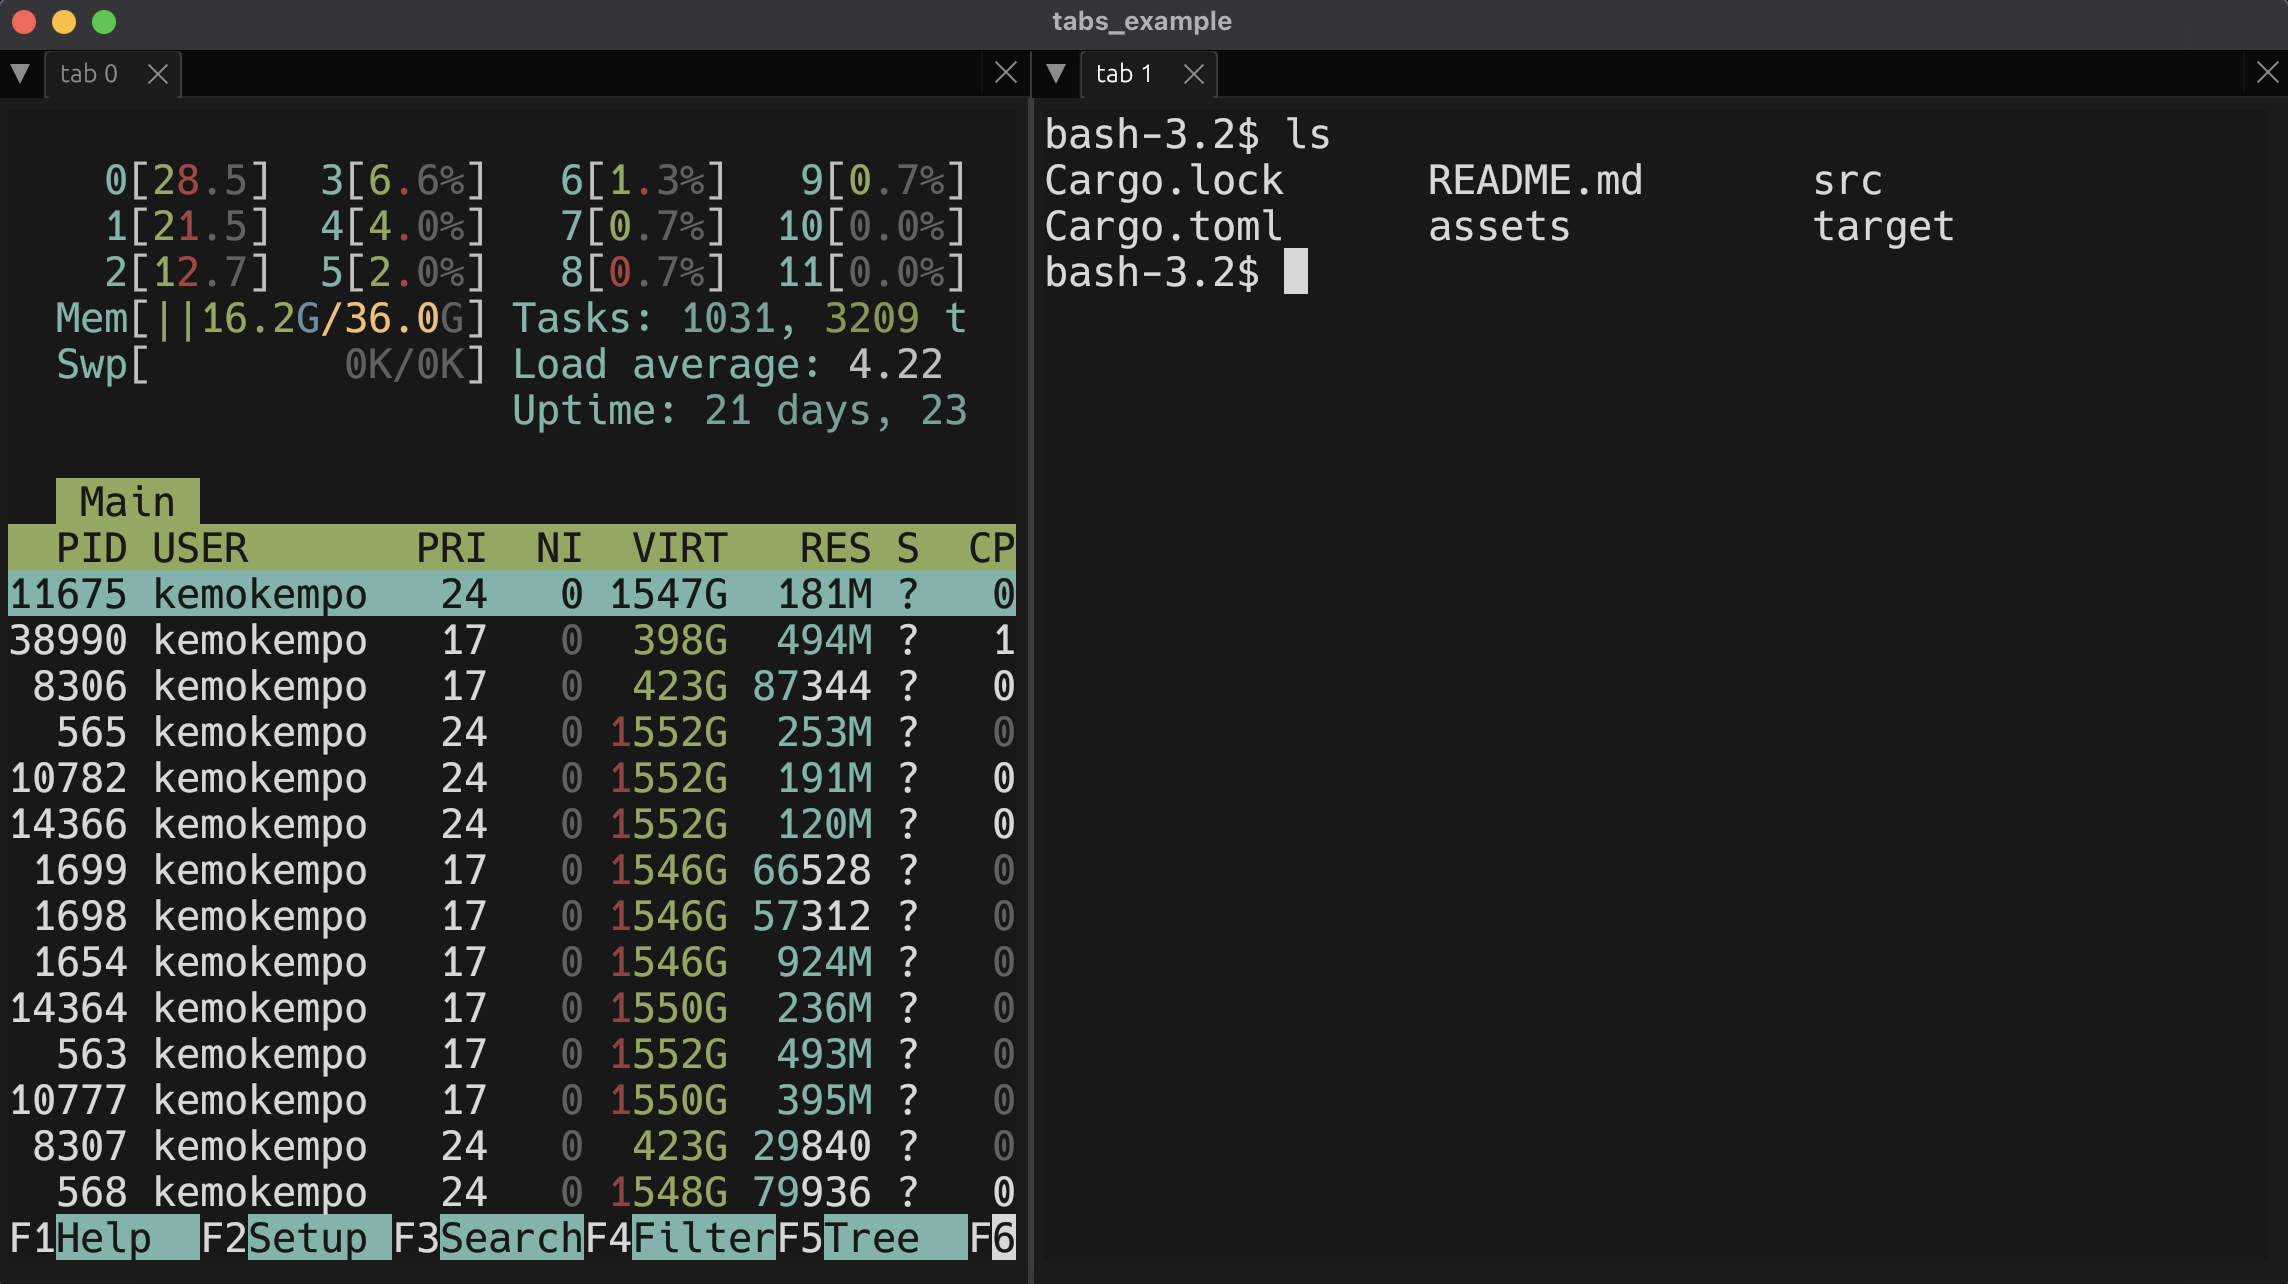 tabs_example
tab 0
0[28.5] 3[6.6%] 6[1.3%] 9[0.7%]
1[21.5] 4[4.0%] 7[0.7%] 10[0.0%]
2[12.7] 5[2.0%] 8[0.7%] 11[0.0%]
Mem[||16.2G/36.0G] Tasks: 1031, 3209 t
Swp[ 0K/0K] Load average: 4.22
Uptime: 21 days, 23
Main
PID USER PRI NI VIRT RES S CP
11675 kemokempo 24 0 1547G 181M ? 0
38990 kemokempo 17 0 398G 494M ? 1
8306 kemokempo 17 0 423G 87344 ? 0
565 kemokempo 24 0 1552G 253M ? 0
10782 kemokempo 24 0 1552G 191M ? 0
14366 kemokempo 24 0 1552G 120M ? 0
1699 kemokempo 17 0 1546G 66528 ? 0
1698 kemokempo 17 0 1546G 57312 ? 0
1654 kemokempo 17 0 1546G 924M ? 0
14364 kemokempo 17 0 1550G 236M ? 0
563 kemokempo 17 0 1552G 493M ? 0
10777 kemokempo 17 0 1550G 395M ? 0
8307 kemokempo 24 0 423G 29840 ? 0
568 kemokempo 24 0 1548G 79936 ? 0
F1Help F2Setup F3SearchF4FilterF5Tree F6
tab 1
bash-3.2$ ls
Cargo.lock README.md src
Cargo.toml assets target
bash-3.2$